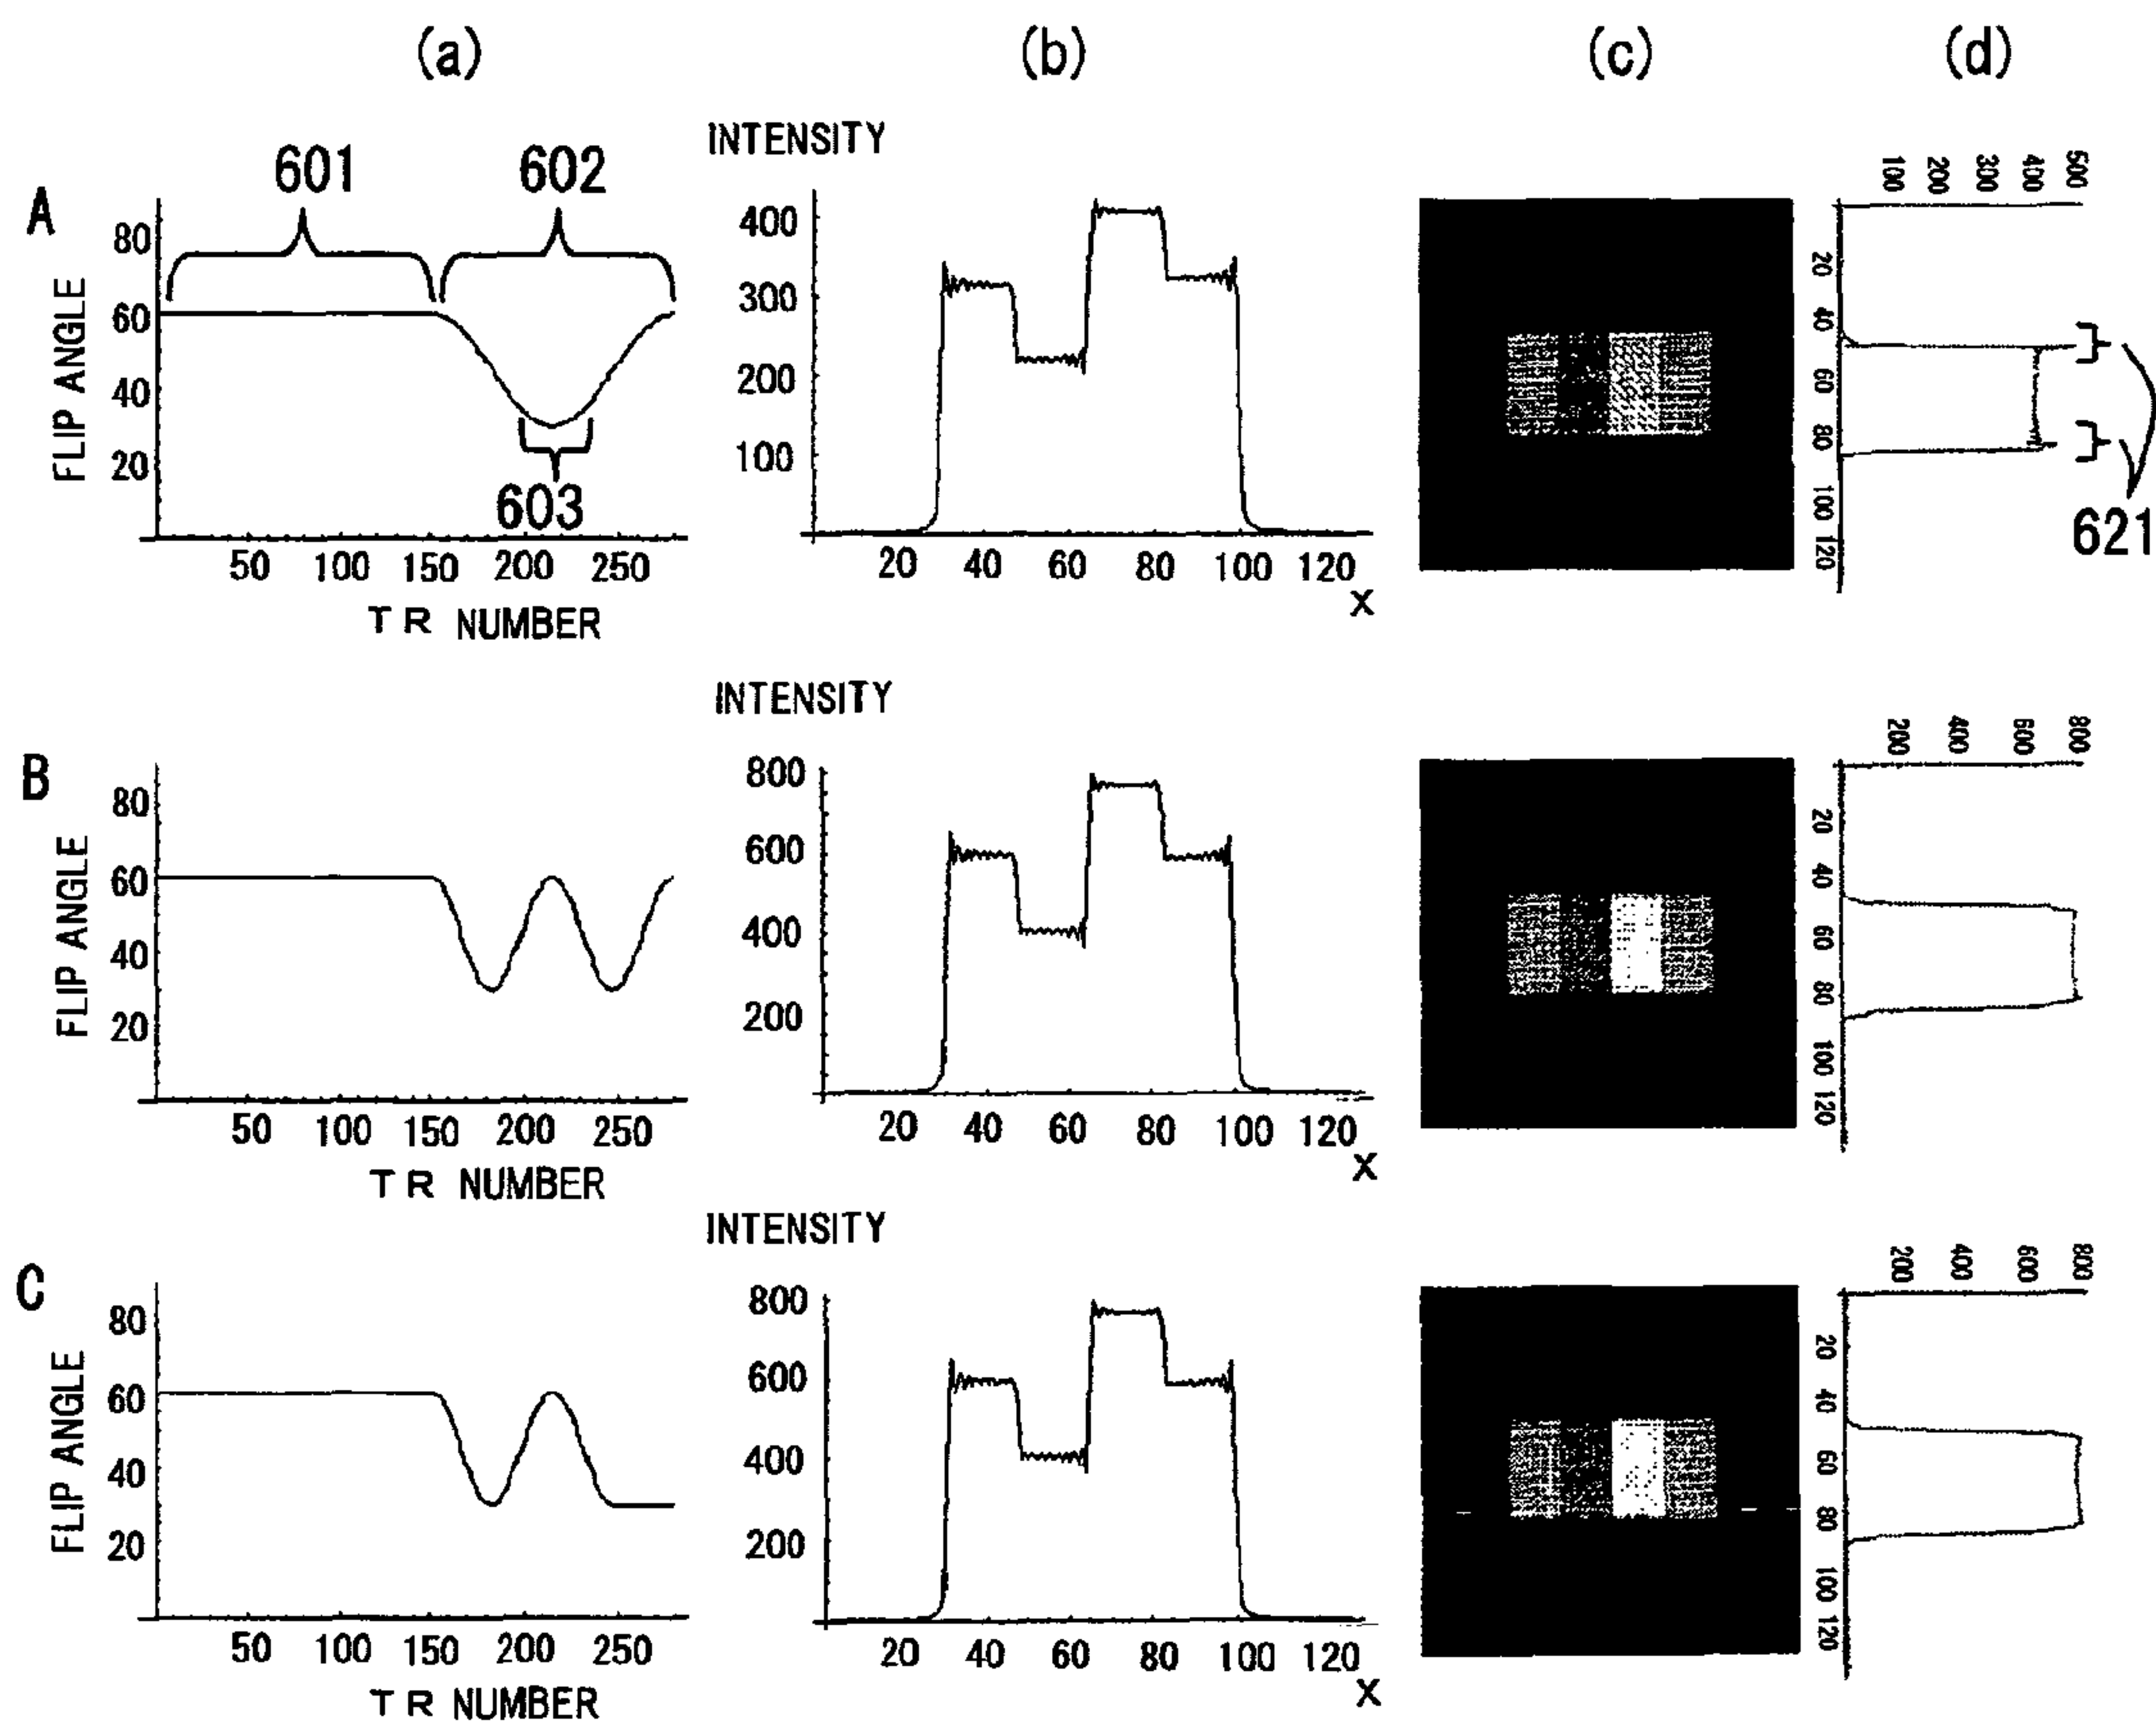 (a) (b) (c) (d)
A
601 602
603
FLIP ANGLE
80
60
40
20
50 100 150 200 250
T R NUMBER
INTENSITY
400
300
200
100
20 40 60 80 100 120
X
100 200 300 400 500
20 40 60 80 100 120
621
B
FLIP ANGLE
80
60
40
20
50 100 150 200 250
T R NUMBER
INTENSITY
800
600
400
200
20 40 60 80 100 120
X
200 400 600 800
20 40 60 80 100 120
C
FLIP ANGLE
80
60
40
20
50 100 150 200 250
T R NUMBER
INTENSITY
800
600
400
200
20 40 60 80 100 120
X
200 400 600 800
20 40 60 80 100 120